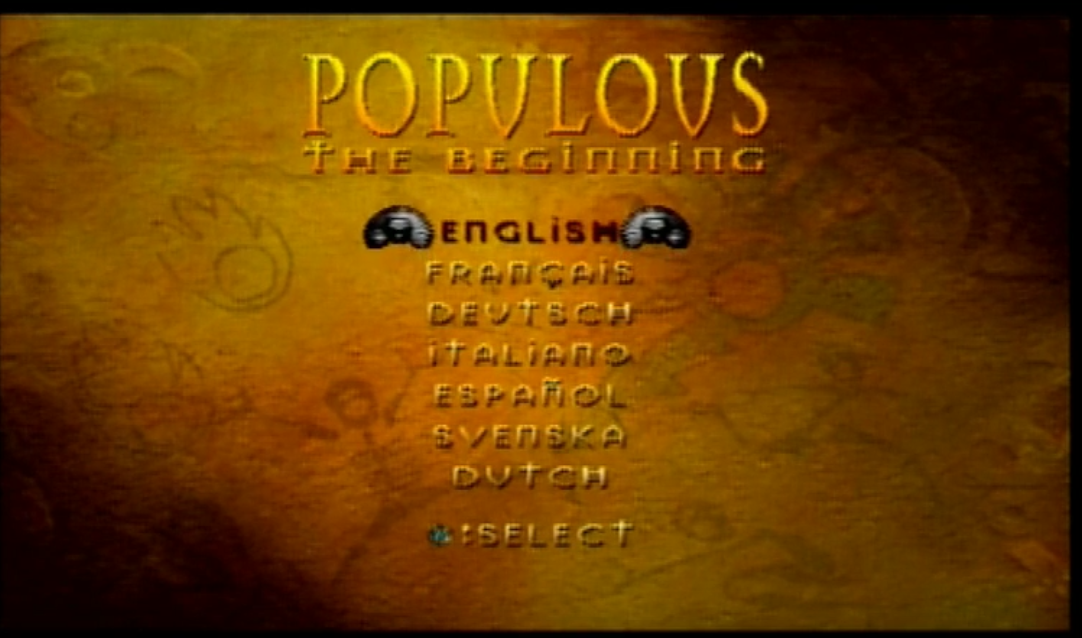 POPULOUS
THE BEGINNING
ENGLISH
FRANÇAIS
DEUTSCH
ITALIANO
ESPAÑOL
SVENSKA
DUTCH
:SELECT